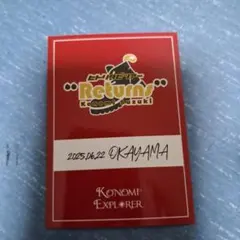 "Returns"
2025.06.22 OKAYAMA
KONOMI
EXPLORER